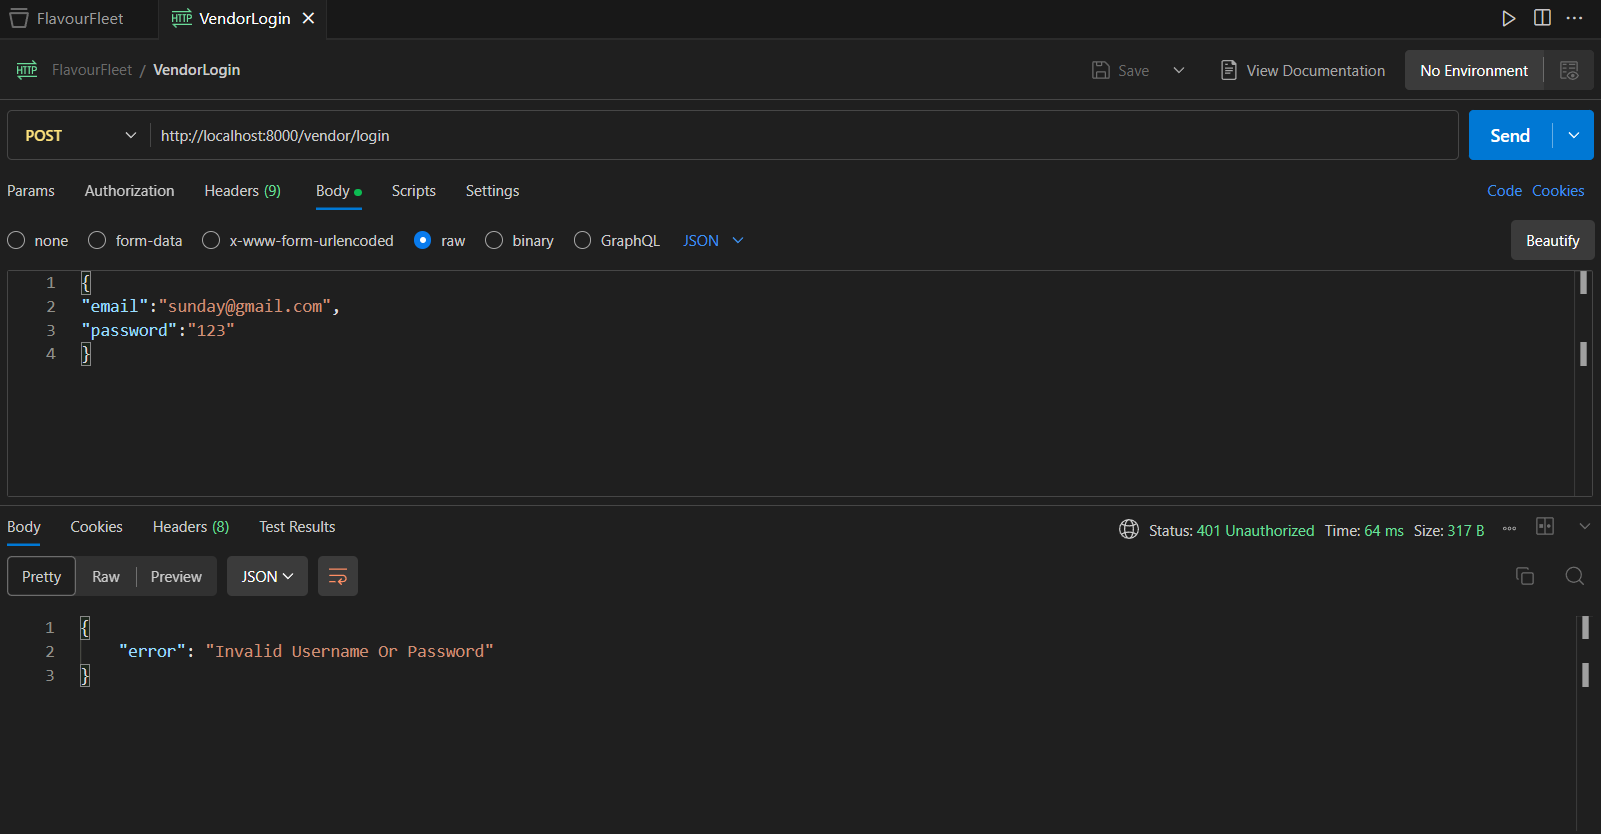 FlavourFleet
HTTP VendorLogin
HTTP FlavourFleet / VendorLogin
Save View Documentation No Environment
POST http://localhost:8000/vendor/login Send
Params Authorization Headers (9) Body Scripts Settings Code Cookies
none form-data x-www-form-urlencoded raw binary GraphQL JSON Beautify
1 {
2 "email":"sunday@gmail.com",
3 "password":"123"
4 }
Body Cookies Headers (8) Test Results Status: 401 Unauthorized Time: 64 ms Size: 317 B
Pretty Raw Preview JSON
1 {
2 "error": "Invalid Username Or Password"
3 }